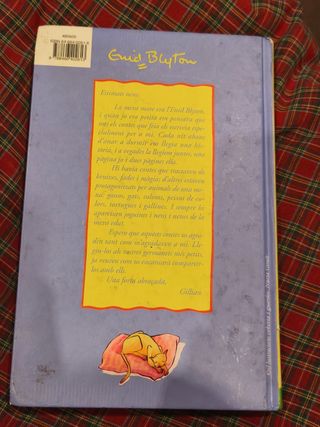 Enid Blyton
Estimats nens:
La meva mare era l'Enid Blyton,
i quan jo era petita em pensava que
tots els contes que feia els escrivia espe-
cialment per a mi. Cada nit abans
d'anar a dormir em llegia una his-
tòria, i a vegades la llegíem juntes, una
pàgina jo i dues pàgines ella.
Hi havia contes que tractaven de
bruixes, fades i màgia; d'altres estaven
protagonitzats per animals de tota me-
na: gossos, gats, conills, peixos de co-
lors, tortugues i gallines. I sempre hi
apareixien joguines i nens i nenes de la
meva edat.
Espero que aquests contes us agra-
din tant com m'agradaven a mi. Lle-
giu-los als vostres germanets més petits,
ja veureu com us encantarà compartir-
los amb ells.
Una forta abraçada,
Gillian